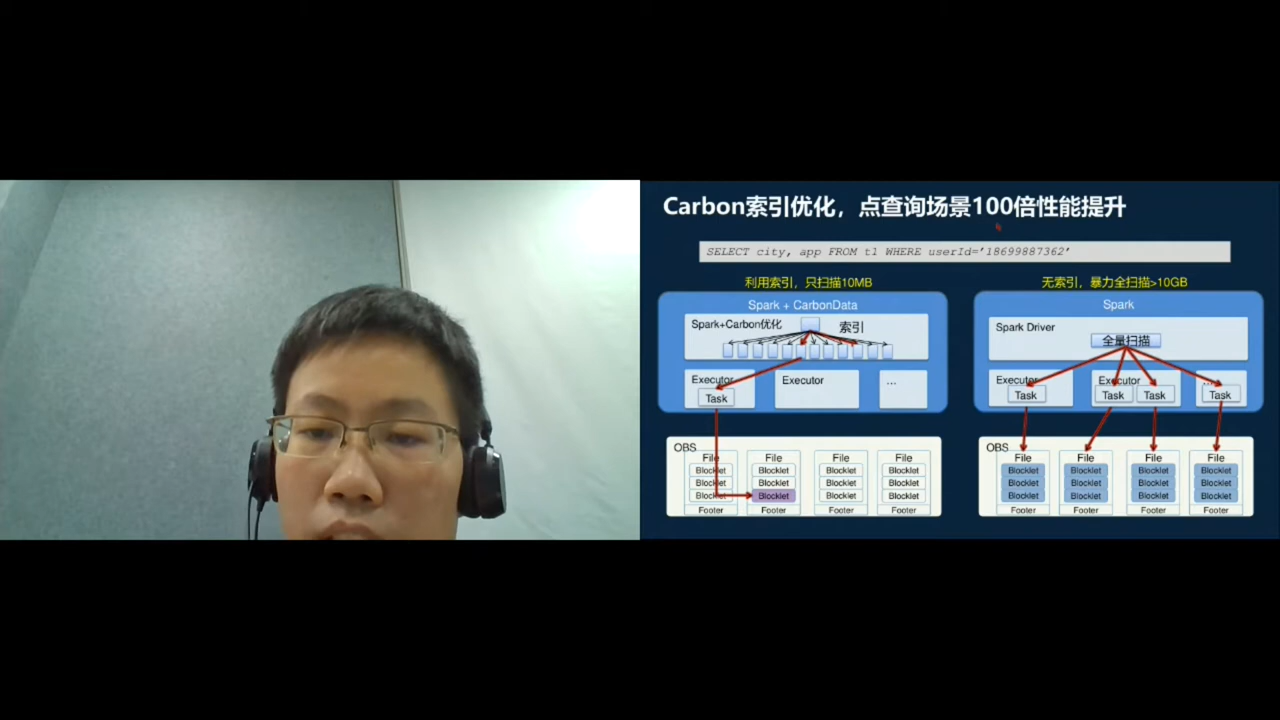 Carbon索引优化，点查询场景100倍性能提升
SELECT city, app FROM t1 WHERE userId='18699887362'
利用索引，只扫描10MB
Spark + CarbonData
Spark+Carbon优化
索引
Executor
Task
Executor
...
OBS
File
File
File
File
Blocklet
Blocklet
Blocklet
Blocklet
Blocklet
Blocklet
Blocklet
Blocklet
Blocklet
Blocklet
Blocklet
Blocklet
Footer
Footer
Footer
Footer
无索引，暴力全扫描>10GB
Spark
Spark Driver
全量扫描
Executor
Task
Executor
Task
Task
...
Task
OBS
File
File
File
File
Blocklet
Blocklet
Blocklet
Blocklet
Blocklet
Blocklet
Blocklet
Blocklet
Blocklet
Blocklet
Blocklet
Blocklet
Footer
Footer
Footer
Footer